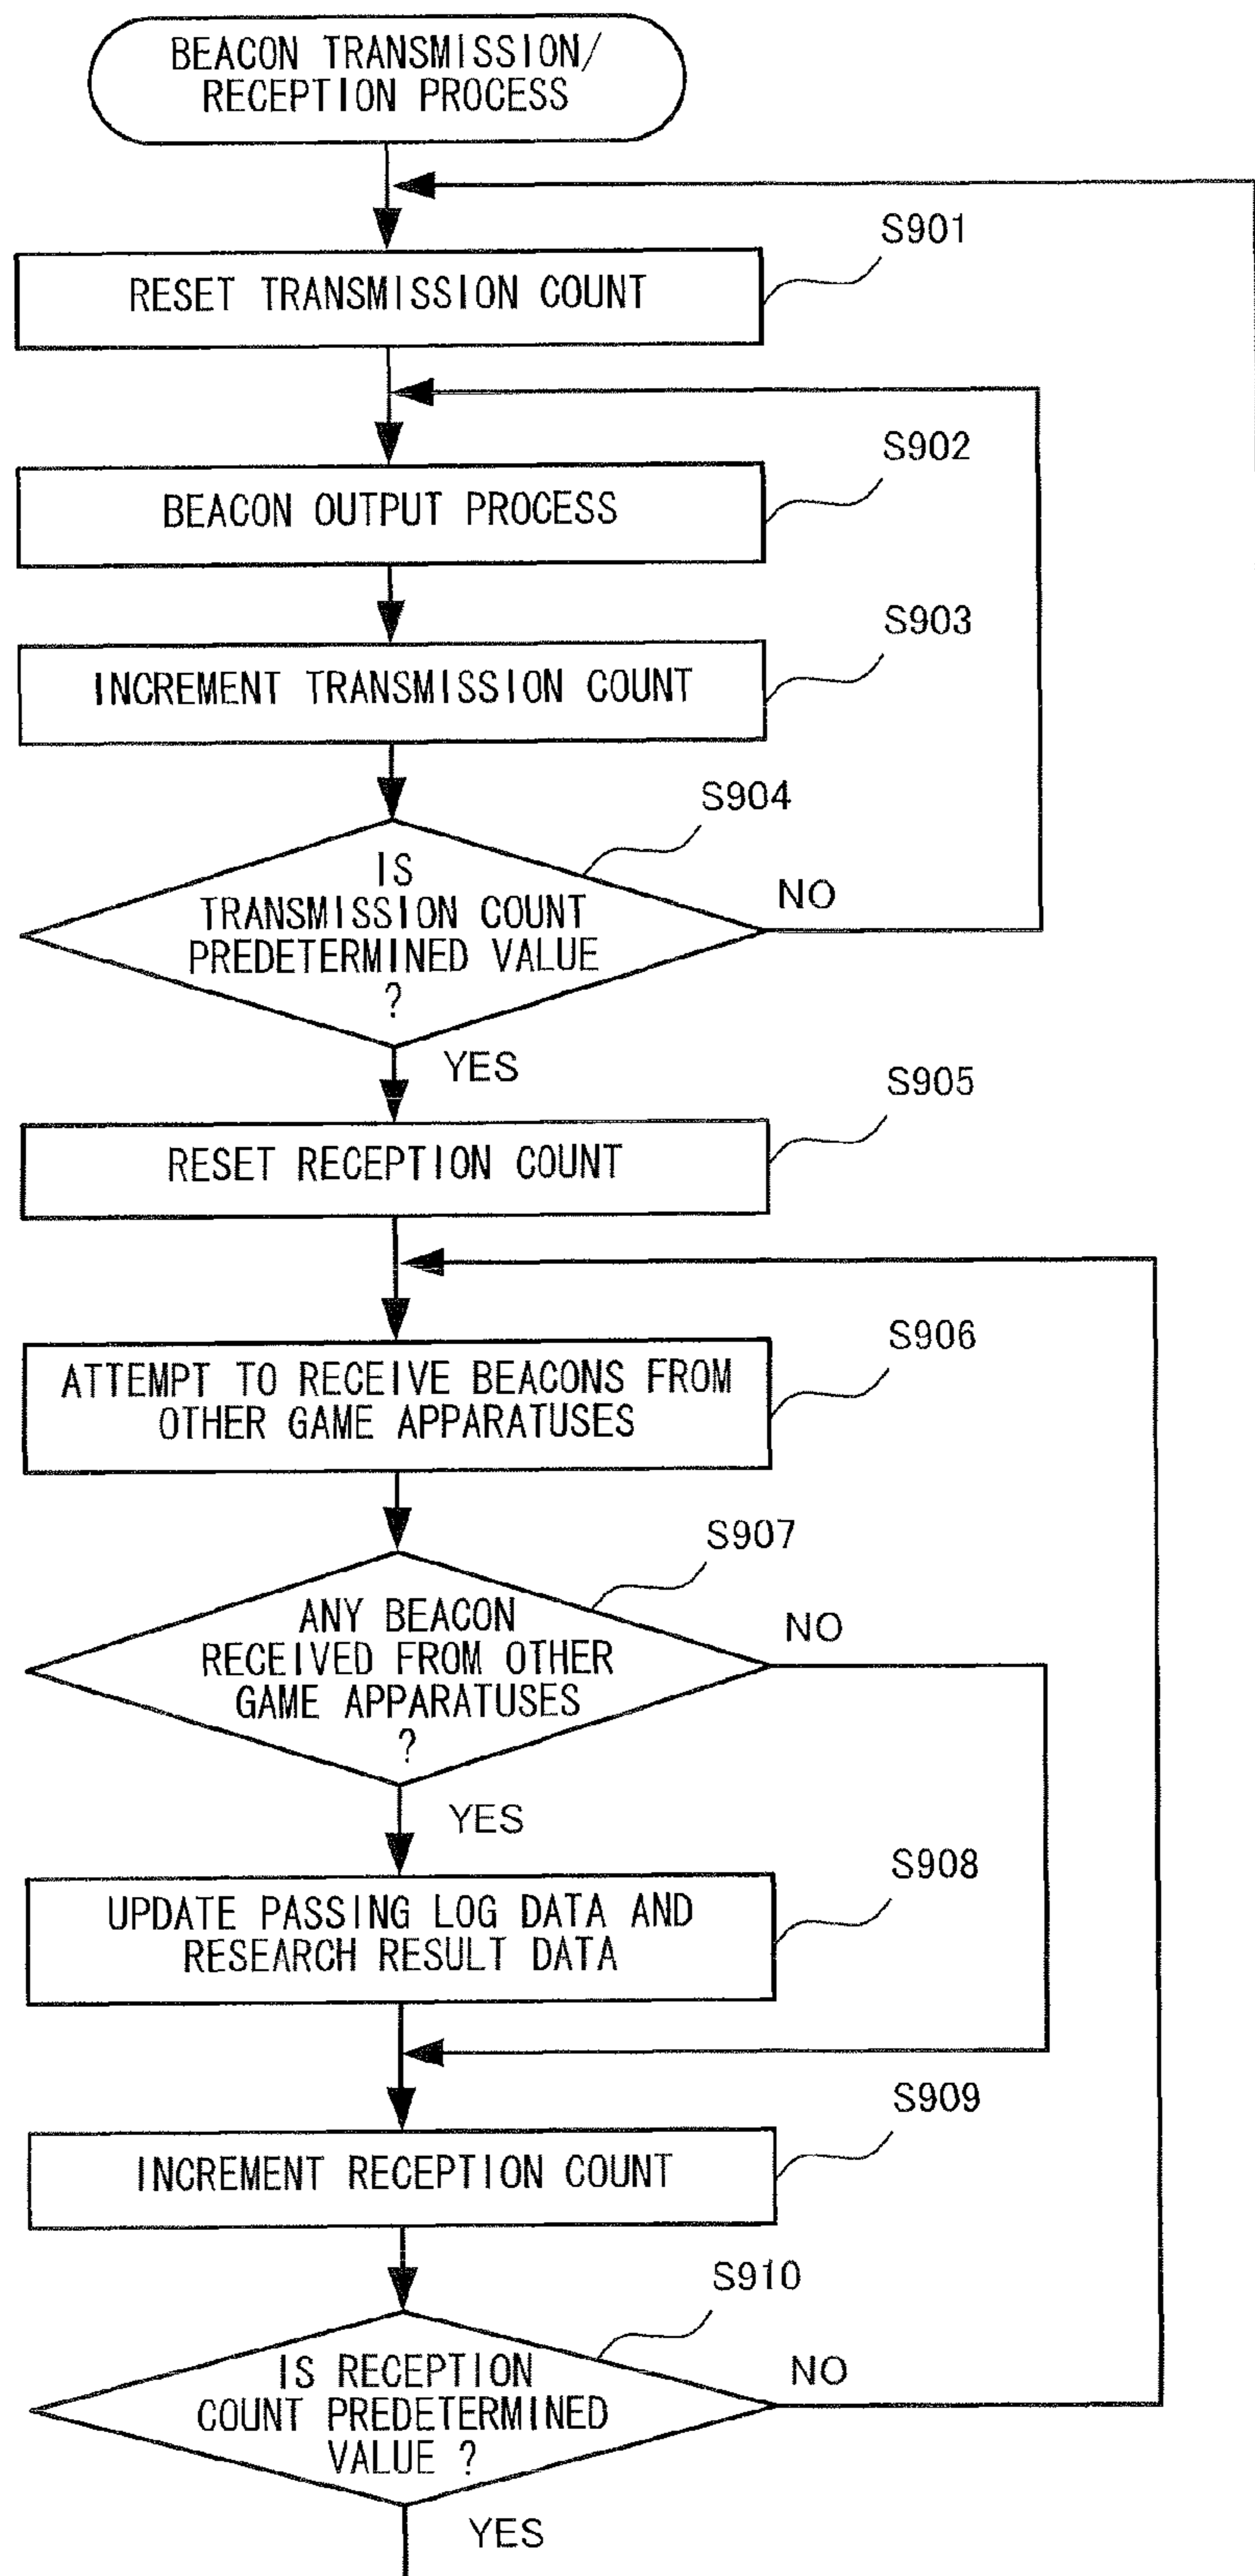 BEACON TRANSMISSION/
RECEPTION PROCESS
S901
RESET TRANSMISSION COUNT
S902
BEACON OUTPUT PROCESS
S903
INCREMENT TRANSMISSION COUNT
S904
IS
TRANSMISSION COUNT
PREDETERMINED VALUE
?
NO
YES
S905
RESET RECEPTION COUNT
S906
ATTEMPT TO RECEIVE BEACONS FROM
OTHER GAME APPARATUSES
S907
ANY BEACON
RECEIVED FROM OTHER
GAME APPARATUSES
?
NO
YES
S908
UPDATE PASSING LOG DATA AND
RESEARCH RESULT DATA
S909
INCREMENT RECEPTION COUNT
S910
IS RECEPTION
COUNT PREDETERMINED
VALUE ?
NO
YES